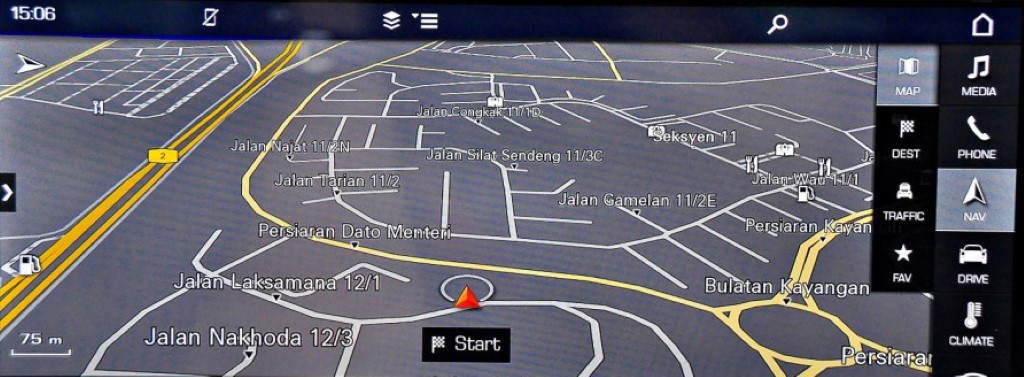 15:06
MAP
MEDIA
Jalan Congkak 11/1D
Seksyen 11
DEST
PHONE
2
Jalan Najat 11/2N
Jalan Silat Sendeng 11/3C
Jalan Tarian 11/2
Jalan Wau 11/1
Jalan Gamelan 11/2E
TRAFFIC
NAV
Persiaran Dato Menteri
Persiaran Kayan
FAV
DRIVE
Jalan Laksamana 12/1
Bulatan Kayangan
75 m
Jalan Nakhoda 12/3
Start
CLIMATE
Persiaran